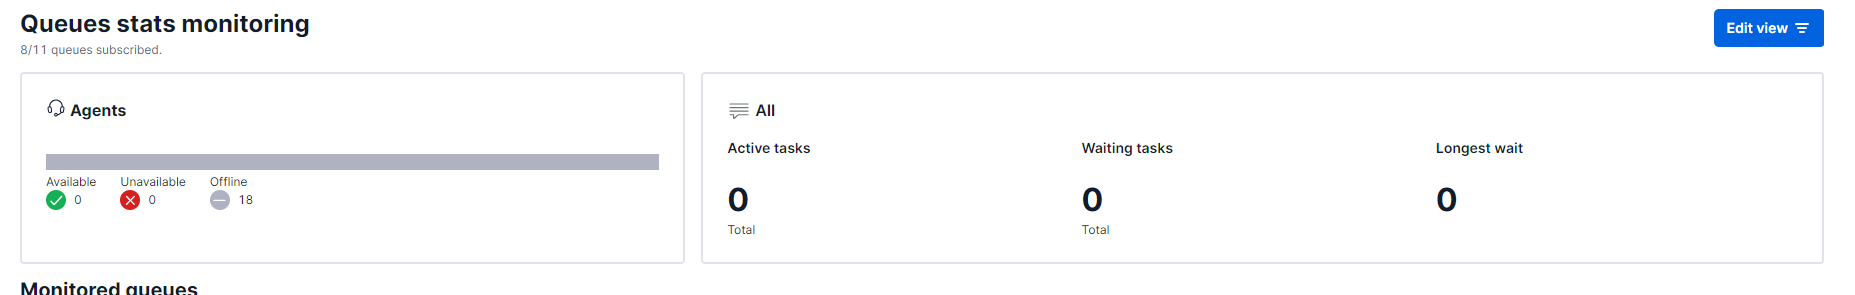 Queues stats monitoring
Edit view
8/11 queues subscribed.
Agents
Available Unavailable Offline
0 0 18
All
Active tasks Waiting tasks Longest wait
0 0 0
Total Total
Monitored queues